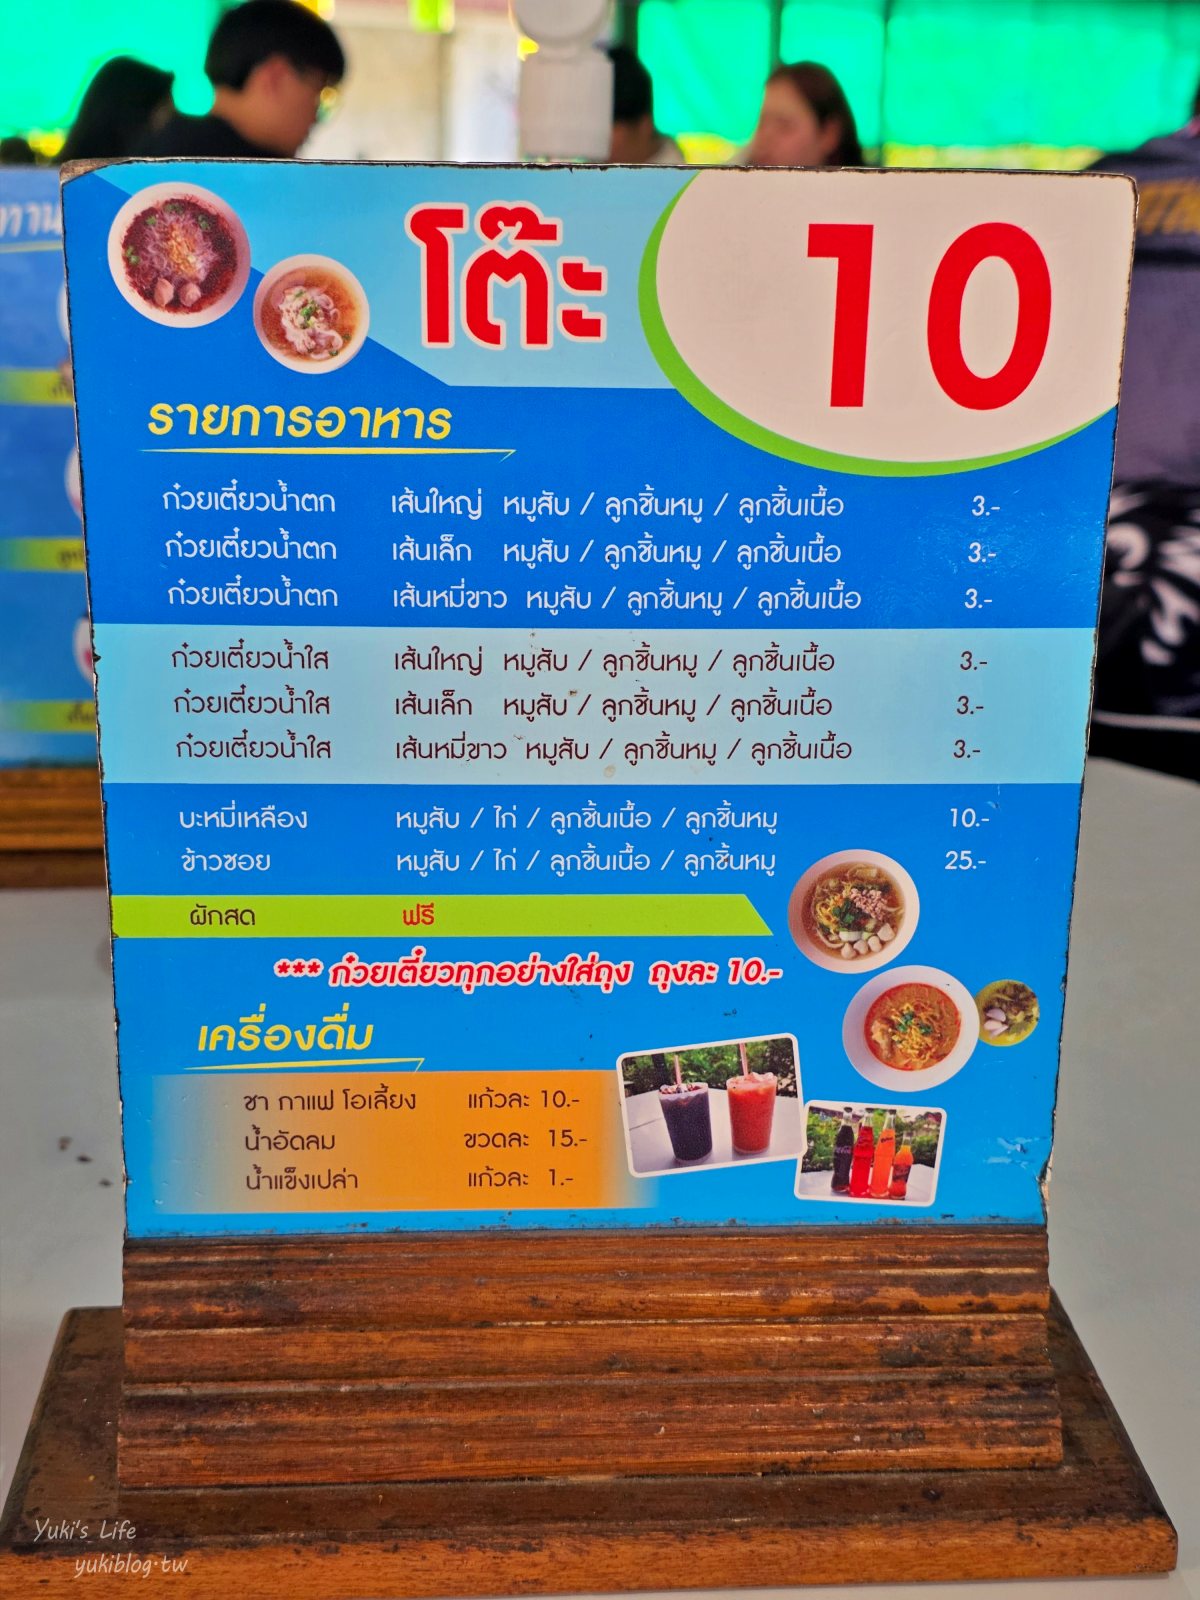 โต๊ะ 10
รายการอาหาร
ก๋วยเตี๋ยวน้ำตก เส้นใหญ่ หมูสับ / ลูกชิ้นหมู / ลูกชิ้นเนื้อ 3.-
ก๋วยเตี๋ยวน้ำตก เส้นเล็ก หมูสับ / ลูกชิ้นหมู / ลูกชิ้นเนื้อ 3.-
ก๋วยเตี๋ยวน้ำตก เส้นหมี่ขาว หมูสับ / ลูกชิ้นหมู / ลูกชิ้นเนื้อ 3.-
ก๋วยเตี๋ยวน้ำใส เส้นใหญ่ หมูสับ / ลูกชิ้นหมู / ลูกชิ้นเนื้อ 3.-
ก๋วยเตี๋ยวน้ำใส เส้นเล็ก หมูสับ / ลูกชิ้นหมู / ลูกชิ้นเนื้อ 3.-
ก๋วยเตี๋ยวน้ำใส เส้นหมี่ขาว หมูสับ / ลูกชิ้นหมู / ลูกชิ้นเนื้อ 3.-
บะหมี่เหลือง หมูสับ / ไก่ / ลูกชิ้นเนื้อ / ลูกชิ้นหมู 10.-
ข้าวซอย หมูสับ / ไก่ / ลูกชิ้นเนื้อ / ลูกชิ้นหมู 25.-
ผักสด ฟรี
*** ก๋วยเตี๋ยวทุกอย่างใส่ถุง ถุงละ 10.-
เครื่องดื่ม
ชา กาแฟ โอเลี้ยง แก้วละ 10.-
น้ำอัดลม ขวดละ 15.-
น้ำแข็งเปล่า แก้วละ 1.-
Yuki's Life
yukiblog.tw